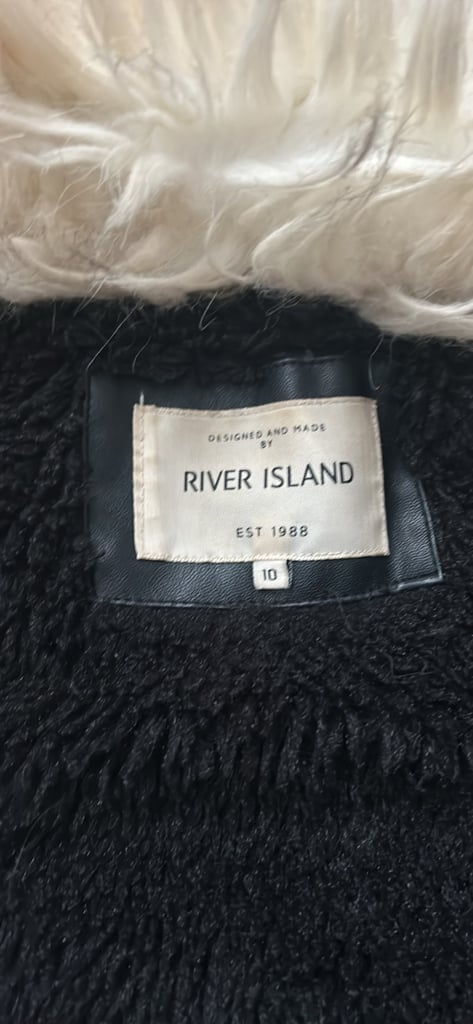 DESIGNED AND MADE
BY
RIVER ISLAND
EST 1988
10